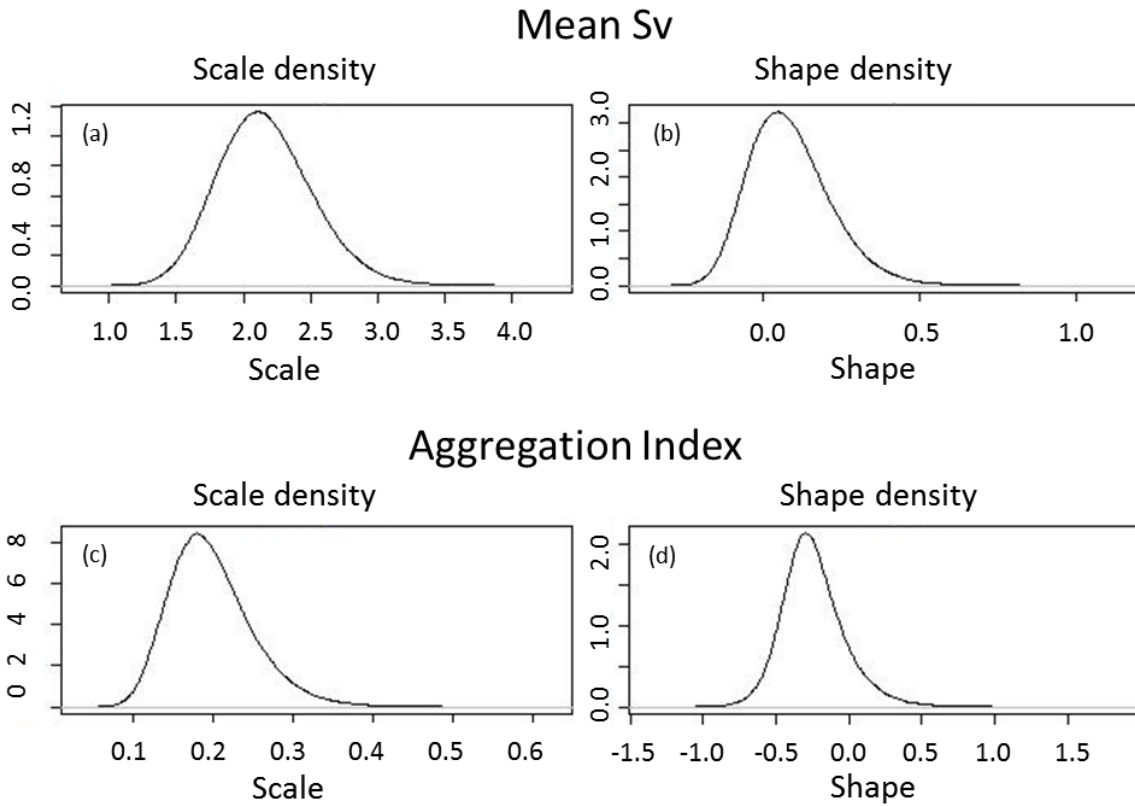 Mean Sv
Scale density
Shape density
(a)
1.2
0.8
0.4
0.0
1.0 1.5 2.0 2.5 3.0 3.5 4.0
Scale
(b)
3.0
2.0
1.0
0.0
0.0 0.5 1.0
Shape
Aggregation Index
Scale density
Shape density
(c)
8
6
4
2
0
0.1 0.2 0.3 0.4 0.5 0.6
Scale
(d)
2.0
1.0
0.0
-1.5 -1.0 -0.5 0.0 0.5 1.0 1.5
Shape